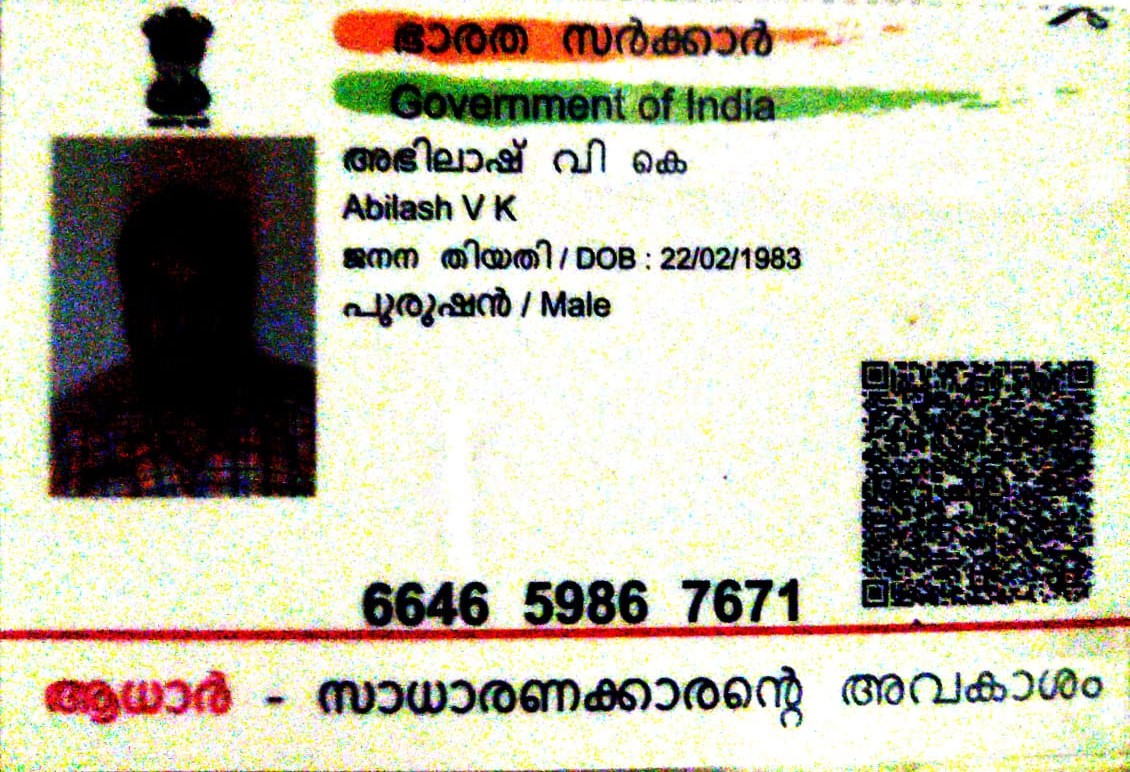 ഭാരത സർക്കാർ
Government of India
അഭിലാഷ് വി കെ
Abilash V K
ജനന തിയതി / DOB : 22/02/1983
പുരുഷൻ / Male
6646 5986 7671
ആധാർ - സാധാരണക്കാരന്റെ അവകാശം